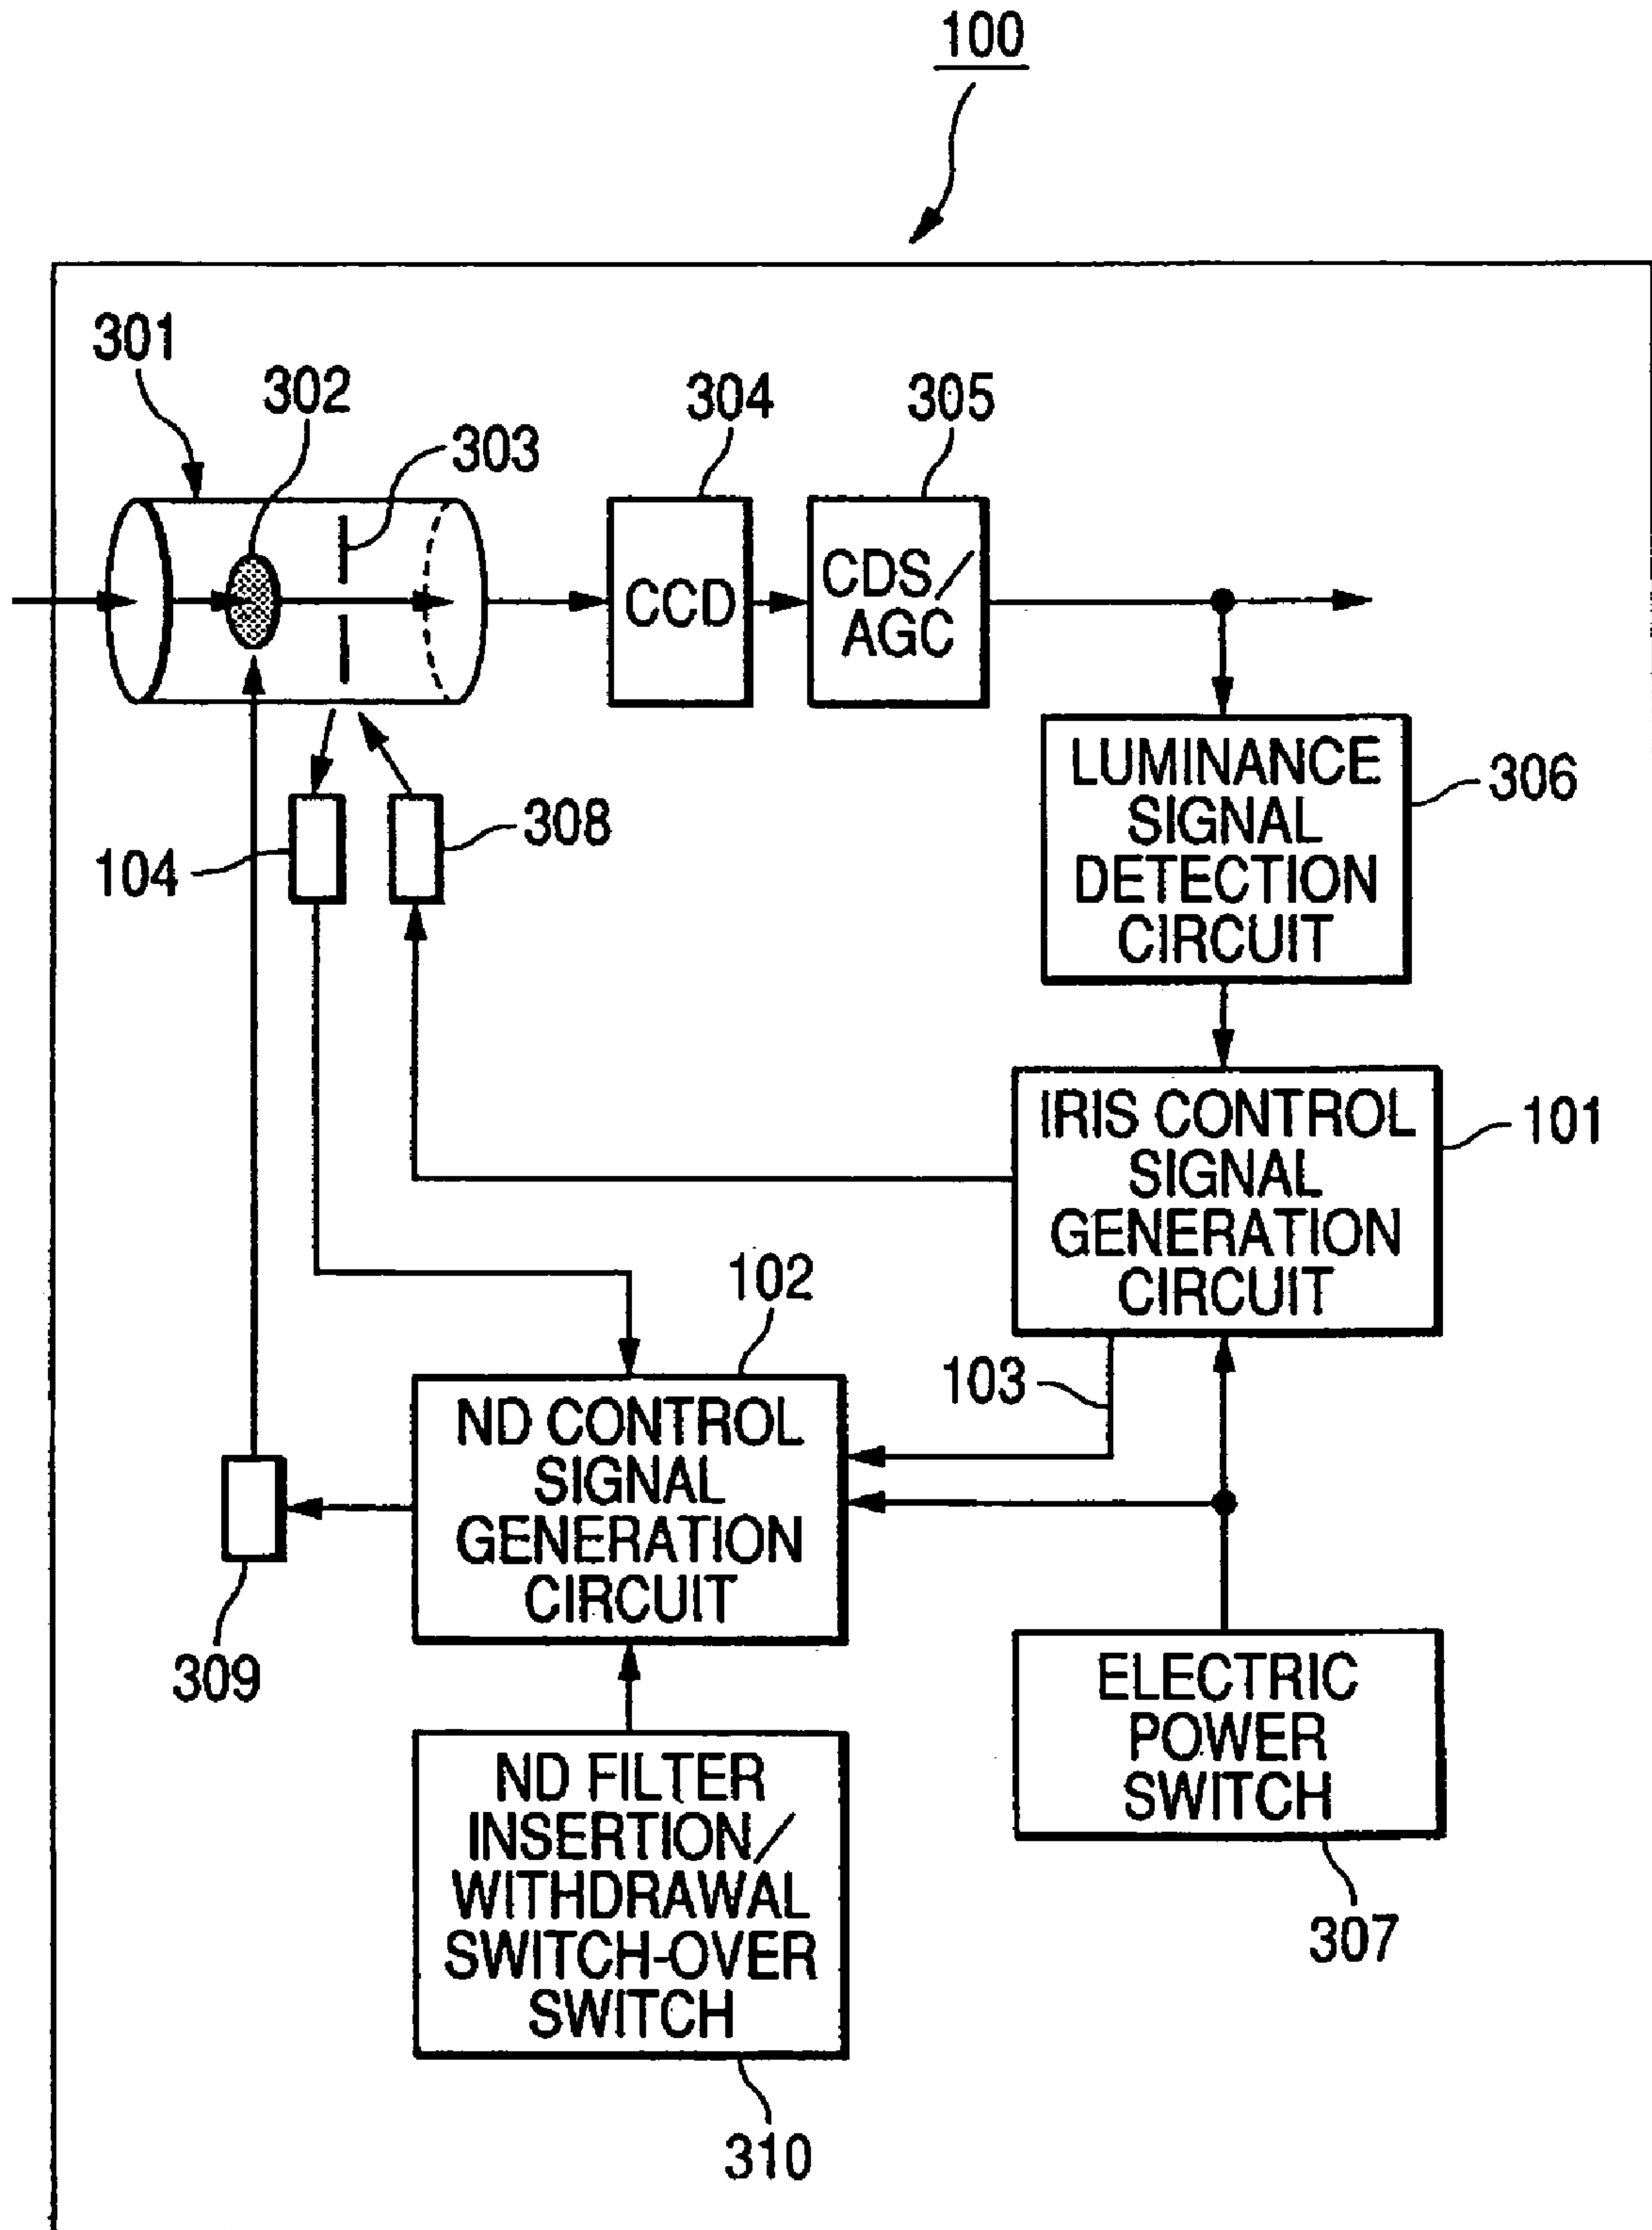 100
301
302
303
304
305
CCD
CDS/
AGC
LUMINANCE
SIGNAL
DETECTION
CIRCUIT
306
104
308
IRIS CONTROL
SIGNAL
GENERATION
CIRCUIT
101
102
103
ND CONTROL
SIGNAL
GENERATION
CIRCUIT
309
ELECTRIC
POWER
SWITCH
307
ND FILTER
INSERTION/
WITHDRAWAL
SWITCH-OVER
SWITCH
310